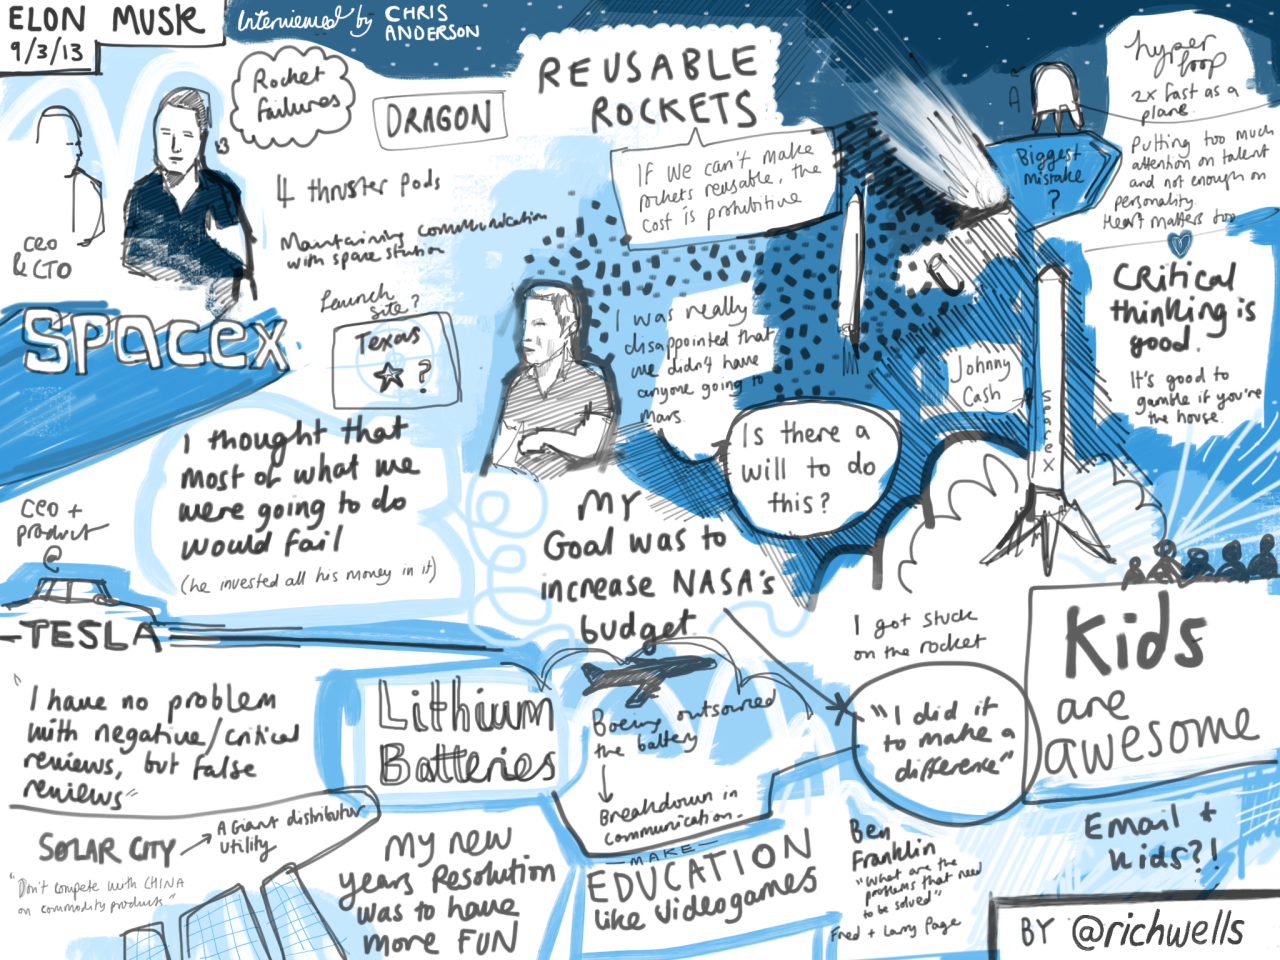 ELON MUSK
9/3/13
Interviewed by CHRIS
ANDERSON
Rocket
Failures
DRAGON
4 thruster pods
Maintaining communication
with space station
Launch
site?
Texas
?
CEO
& CTO
SPACEX
REUSABLE
ROCKETS
If we can't make
rockets reusable, the
cost is prohibitive
I was really
disappointed that
we didn't have
anyone going to
Mars.
Is there a
will to do
this?
Biggest
mistake
?
hyper
loop
2x fast as a
plane.
Putting too much
attention on talent
and not enough on
personality.
Heart matters too
Critical
thinking is
good.
It's good to
gamble if you're
the house.
Johnny
Cash
SpaceX
I thought that
most of what we
were going to do
would fail
(he invested all his money in it)
CEO +
product
@
TESLA
"I have no problem
with negative/critical
reviews, but false
reviews"
My
Goal was to
increase NASA's
budget
I got stuck
on the rocket
"I did it
to make a
difference"
Kids
are
awesome
Lithium
Batteries
Boeing outsourced
the battery
Breakdown in
communication.
SOLAR CITY
A Giant distributer
utility
"Don't compete with CHINA
on commodity products"
My new
years Resolution
was to have
more FUN
MAKE
EDUCATION
like videogames
Ben
Franklin
"What are the
problems that need
to be solved"
Fred + Larry Page
Email +
kids?!
BY @richwells